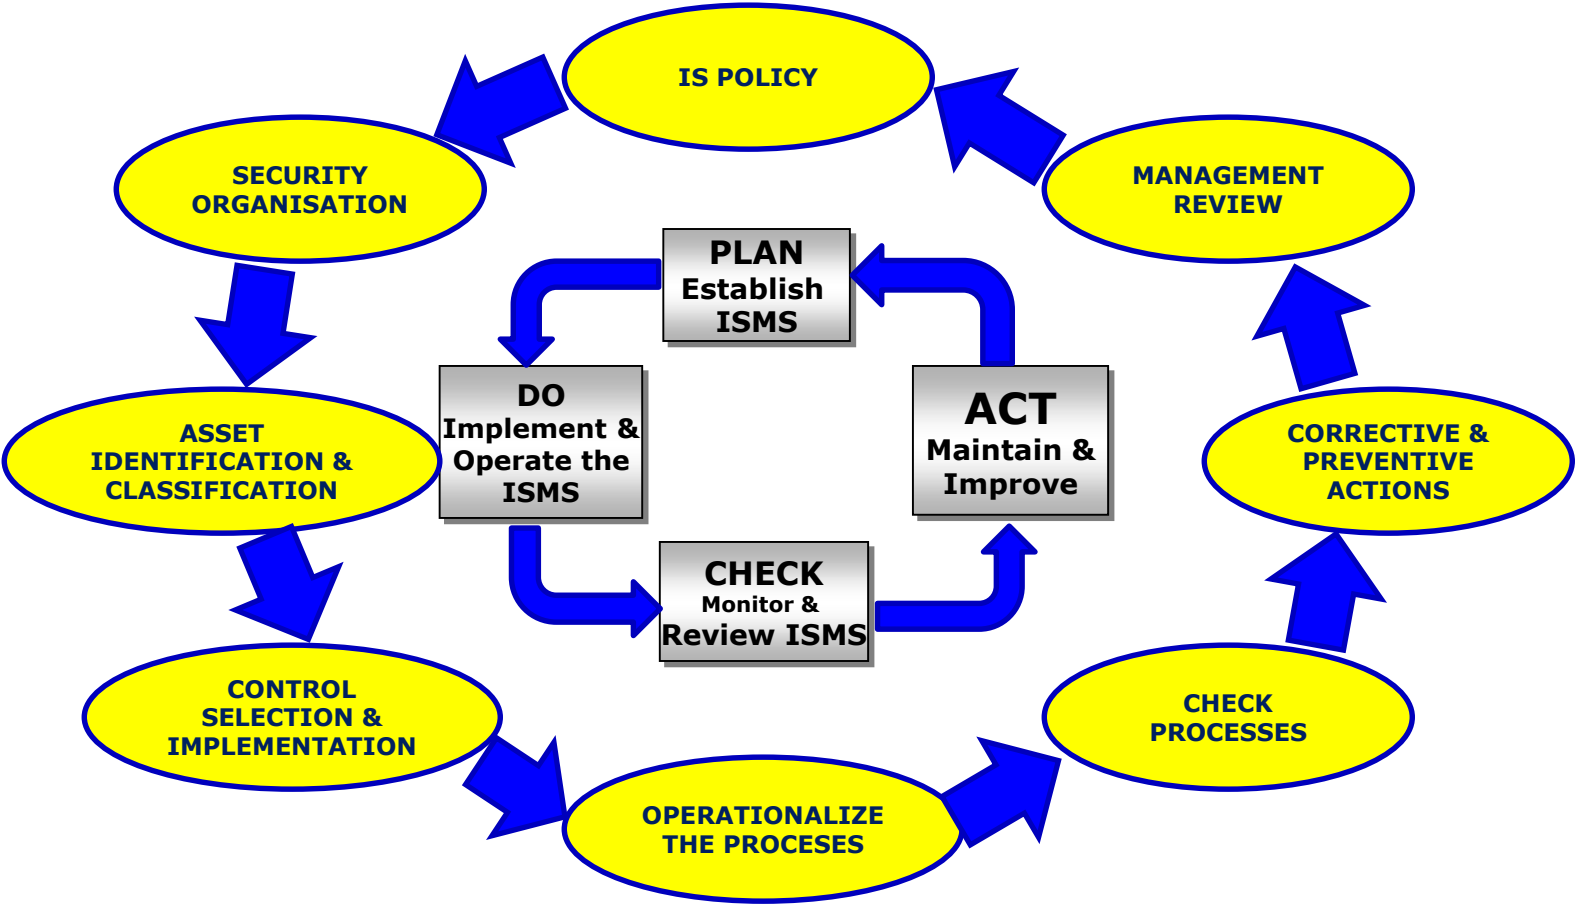 IS POLICY
SECURITY
ORGANISATION
MANAGEMENT
REVIEW
PLAN
Establish
ISMS
DO
Implement &
Operate the
ISMS
ACT
Maintain &
Improve
ASSET
IDENTIFICATION &
CLASSIFICATION
CORRECTIVE &
PREVENTIVE
ACTIONS
CHECK
Monitor &
Review ISMS
CONTROL
SELECTION &
IMPLEMENTATION
CHECK
PROCESSES
OPERATIONALIZE
THE PROCESES